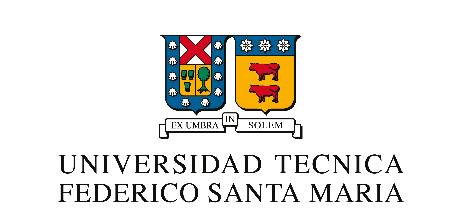 EX UMBRA IN SOLEM
UNIVERSIDAD TECNICA
FEDERICO SANTA MARIA